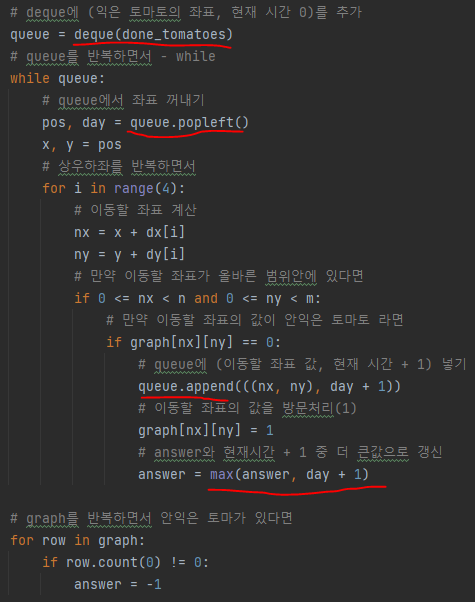 # deque에 (익은 토마토의 좌표, 현재 시간 0)를 추가
queue = deque(done_tomatoes)
# queue를 반복하면서 - while
while queue:
# queue에서 좌표 꺼내기
pos, day = queue.popleft()
x, y = pos
# 상우하좌를 반복하면서
for i in range(4):
# 이동할 좌표 계산
nx = x + dx[i]
ny = y + dy[i]
# 만약 이동할 좌표가 올바른 범위안에 있다면
if 0 <= nx < n and 0 <= ny < m:
# 만약 이동할 좌표의 값이 안익은 토마토 라면
if graph[nx][ny] == 0:
# queue에 (이동할 좌표 값, 현재 시간 + 1) 넣기
queue.append(((nx, ny), day + 1))
# 이동할 좌표의 값을 방문처리(1)
graph[nx][ny] = 1
# answer와 현재시간 + 1 중 더 큰값으로 갱신
answer = max(answer, day + 1)
# graph를 반복하면서 안익은 토마가 있다면
for row in graph:
if row.count(0) != 0:
answer = -1